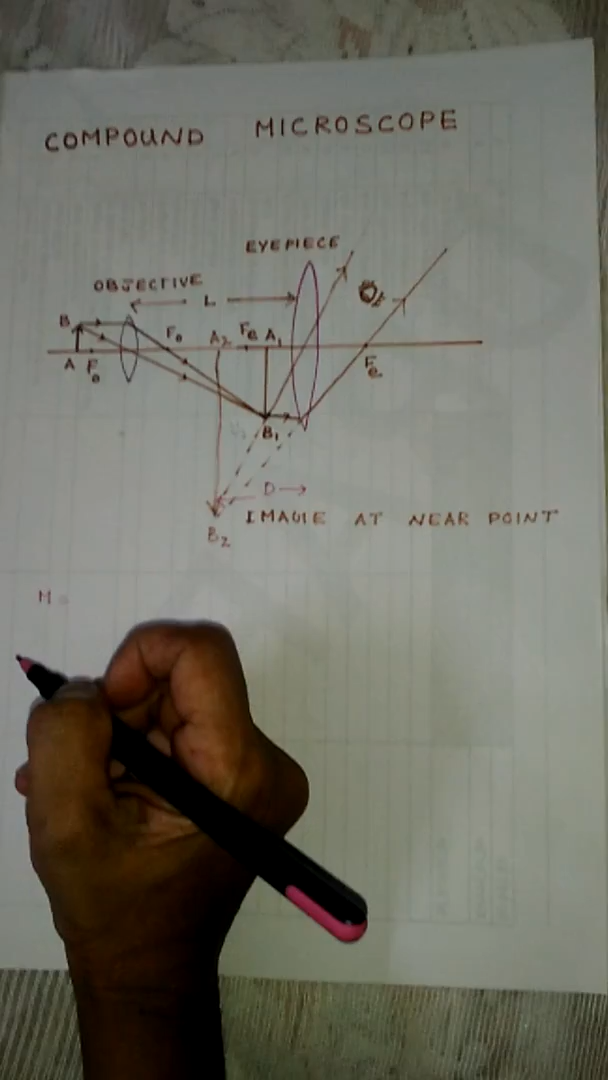 COMPOUND MICROSCOPE
EYEPIECE
OBJECTIVE
L
B F₀ A₂ Fe A₁
A F₀ Fe
B₁
D
B₂ IMAGE AT NEAR POINT
M =